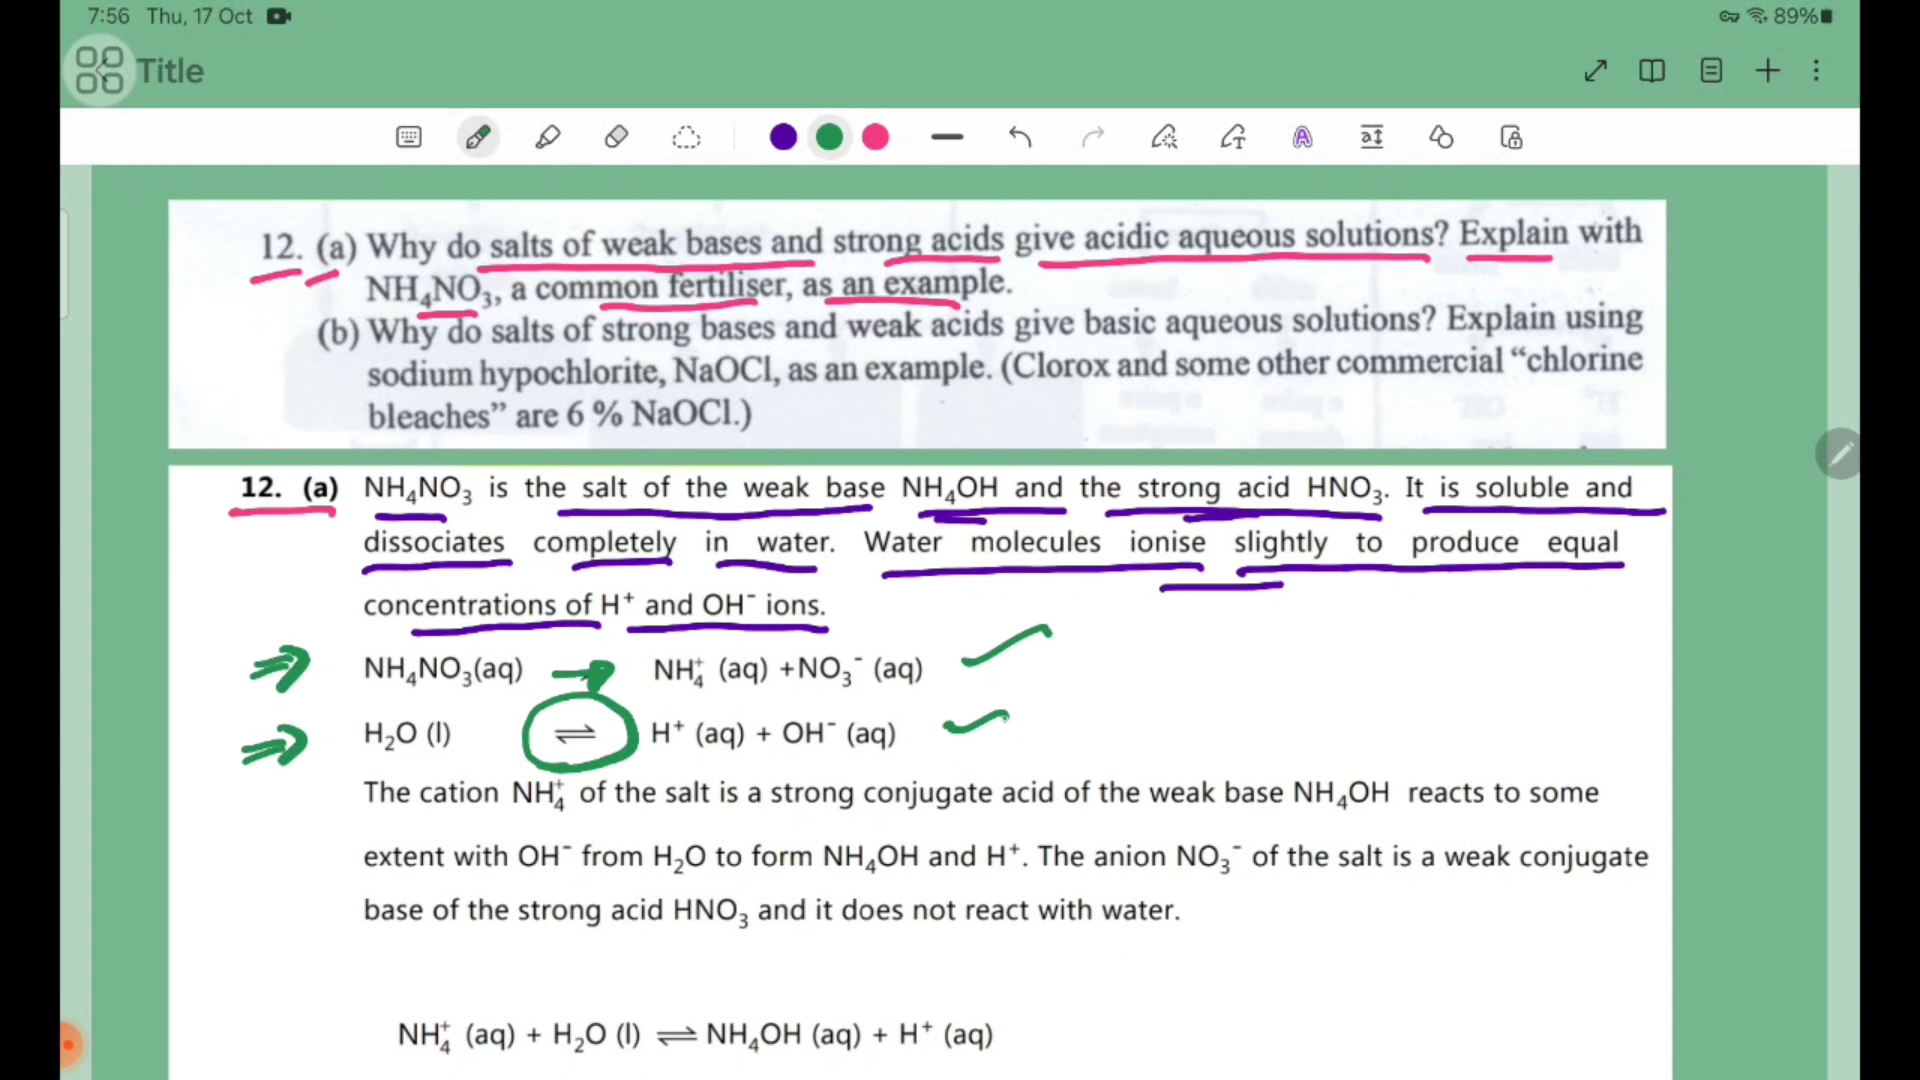 7:56 Thu, 17 Oct
89%
Title
12. (a) Why do salts of weak bases and strong acids give acidic aqueous solutions? Explain with
NH₄NO₃, a common fertiliser, as an example.
(b) Why do salts of strong bases and weak acids give basic aqueous solutions? Explain using
sodium hypochlorite, NaOCl, as an example. (Clorox and some other commercial “chlorine
bleaches” are 6 % NaOCl.)
12. (a) NH₄NO₃ is the salt of the weak base NH₄OH and the strong acid HNO₃. It is soluble and
dissociates completely in water. Water molecules ionise slightly to produce equal
concentrations of H⁺ and OH⁻ ions.
NH₄NO₃(aq) → NH₄⁺ (aq) +NO₃⁻ (aq)
H₂O (l) ⇌ H⁺ (aq) + OH⁻ (aq)
The cation NH₄⁺ of the salt is a strong conjugate acid of the weak base NH₄OH reacts to some
extent with OH⁻ from H₂O to form NH₄OH and H⁺. The anion NO₃⁻ of the salt is a weak conjugate
base of the strong acid HNO₃ and it does not react with water.
NH₄⁺ (aq) + H₂O (l) ⇌ NH₄OH (aq) + H⁺ (aq)